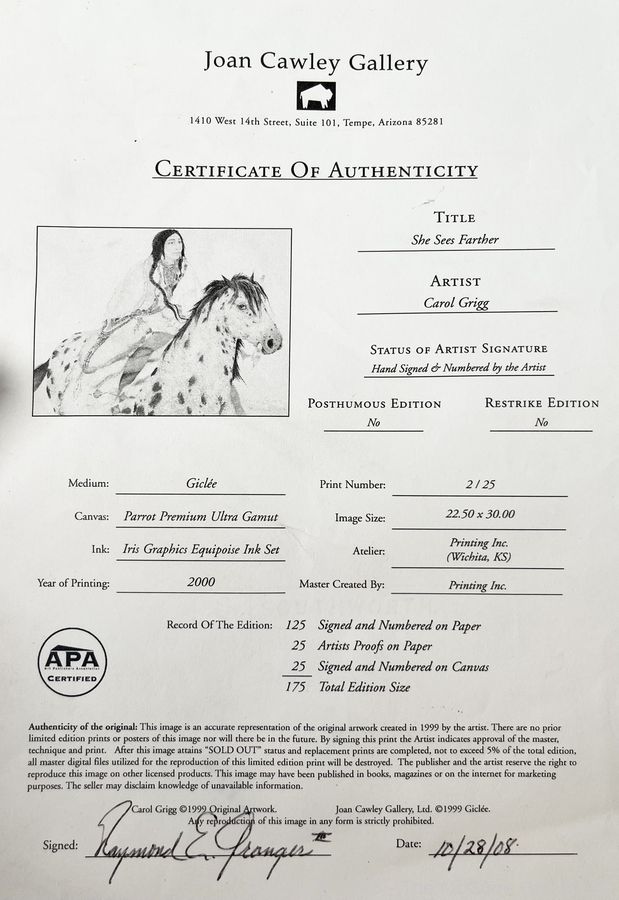 Joan Cawley Gallery
1410 West 14th Street, Suite 101, Tempe, Arizona 85281
Certificate Of Authenticity
Title
She Sees Farther
Artist
Carol Grigg
Status of Artist Signature
Hand Signed & Numbered by the Artist
Posthumous Edition
No
Restrike Edition
No
Medium: Giclée
Canvas: Parrot Premium Ultra Gamut
Ink: Iris Graphics Equipoise Ink Set
Year of Printing: 2000
Print Number: 2 / 25
Image Size: 22.50 x 30.00
Atelier: Printing Inc.
(Wichita, KS)
Master Created By: Printing Inc.
Record Of The Edition: 125 Signed and Numbered on Paper
25 Artists Proofs on Paper
25 Signed and Numbered on Canvas
175 Total Edition Size
APA
Art Publishers Association
Certified
Authenticity of the original: This image is an accurate representation of the original artwork created in 1999 by the artist. There are no prior
limited edition prints or posters of this image nor will there be in the future. By signing this print the Artist indicates approval of the master,
technique and print. After this image attains "SOLD OUT" status and replacement prints are completed, not to exceed 5% of the total edition,
all master digital files utilized for the reproduction of this limited edition print will be destroyed. The publisher and the artist reserve the right to
reproduce this image on other licensed products. This image may have been published in books, magazines or on the internet for marketing
purposes. The seller may disclaim knowledge of unavailable information.
Carol Grigg ©1999 Original Artwork. Joan Cawley Gallery, Ltd. ©1999 Giclée.
Any reproduction of this image in any form is strictly prohibited.
Signed: Raymond E. Granger III Date: 10/28/08